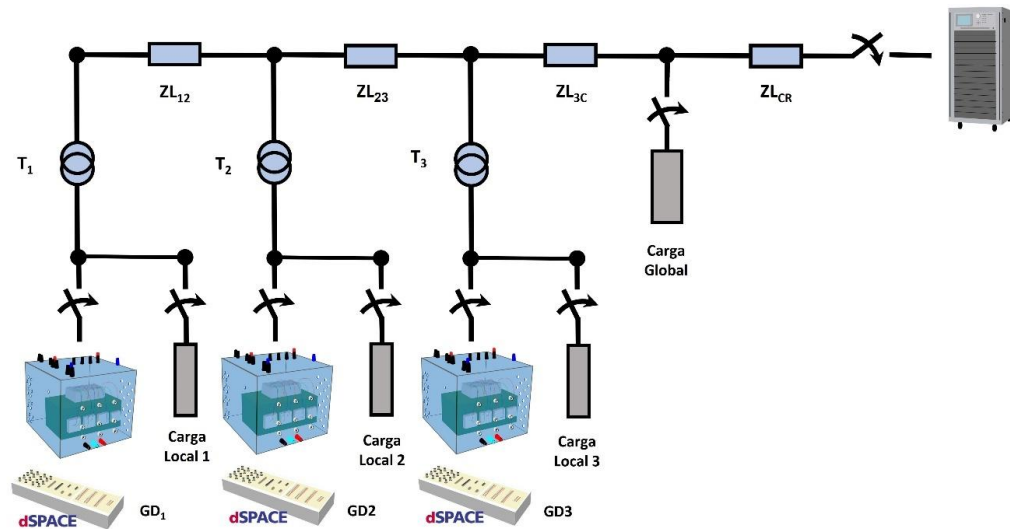 ZL12
ZL23
ZL3C
ZLCR
T1
T2
T3
Carga
Global
Carga
Local 1
Carga
Local 2
Carga
Local 3
dSPACE
GD1
dSPACE
GD2
dSPACE
GD3